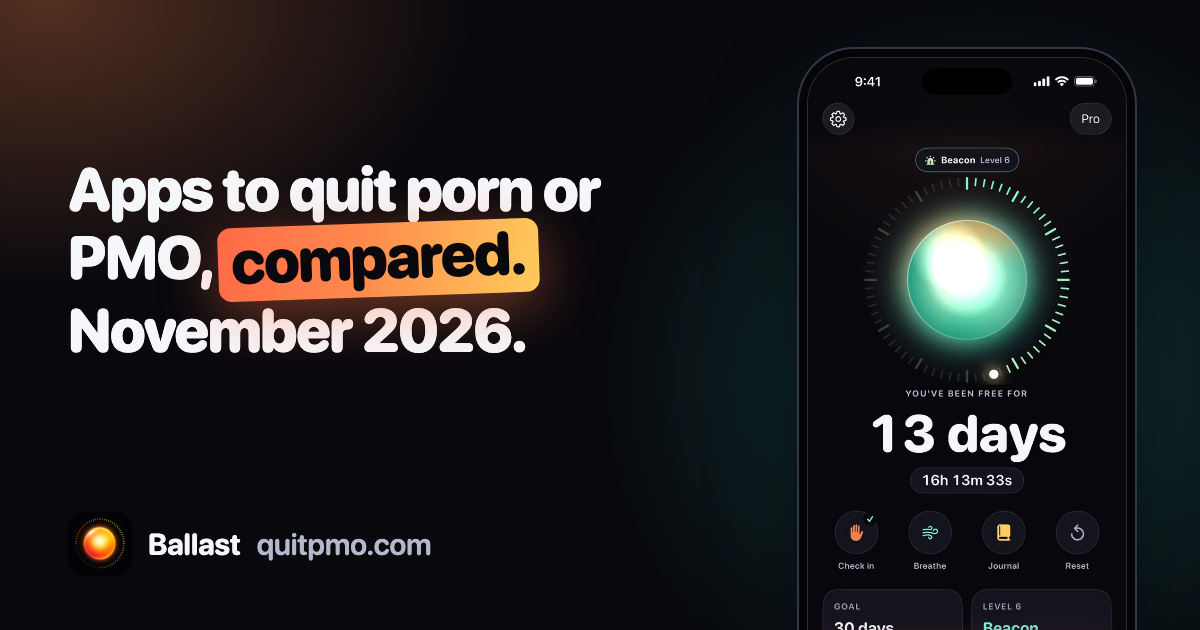 Apps to quit porn or
PMO, compared.
November 2026.
Ballast quitpmo.com
9:41
Pro
Beacon Level 6
YOU'VE BEEN FREE FOR
13 days
16h 13m 33s
Check in
Breathe
Journal
Reset
GOAL
30 days
LEVEL 6
Beacon